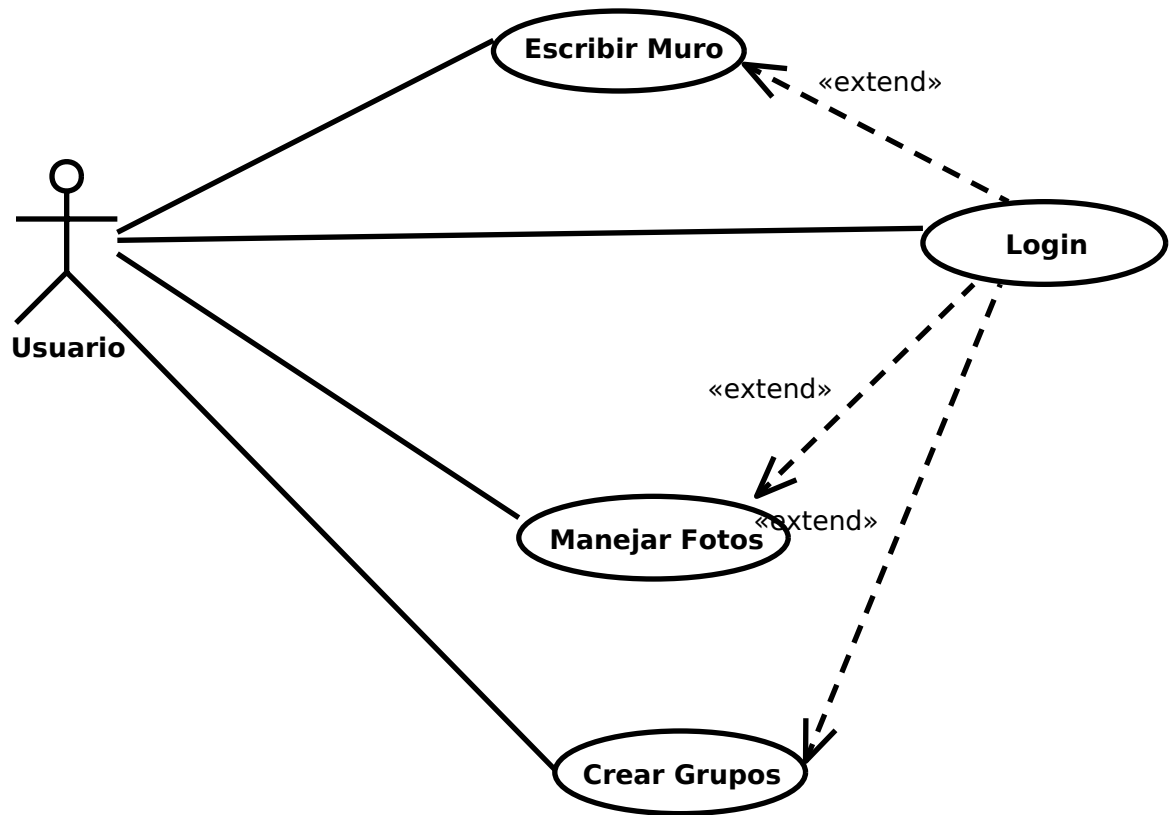 Escribir Muro
«extend»
Login
Usuario
«extend»
«extend»
Manejar Fotos
Crear Grupos